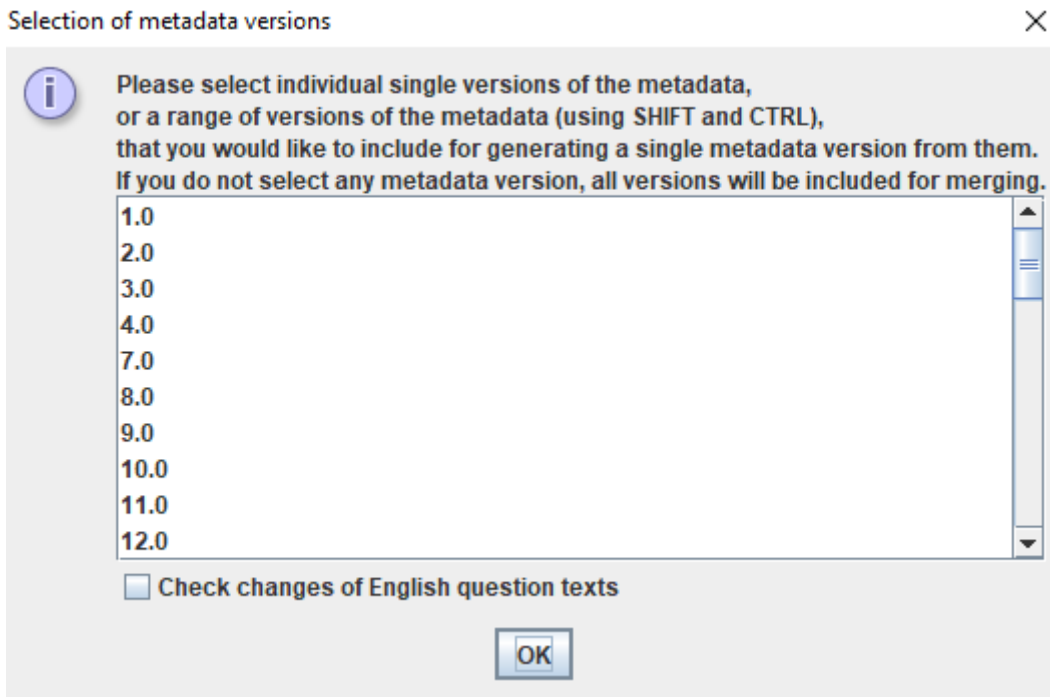 Selection of metadata versions
Please select individual single versions of the metadata,
or a range of versions of the metadata (using SHIFT and CTRL),
that you would like to include for generating a single metadata version from them.
If you do not select any metadata version, all versions will be included for merging.
1.0
2.0
3.0
4.0
7.0
8.0
9.0
10.0
11.0
12.0
Check changes of English question texts
OK